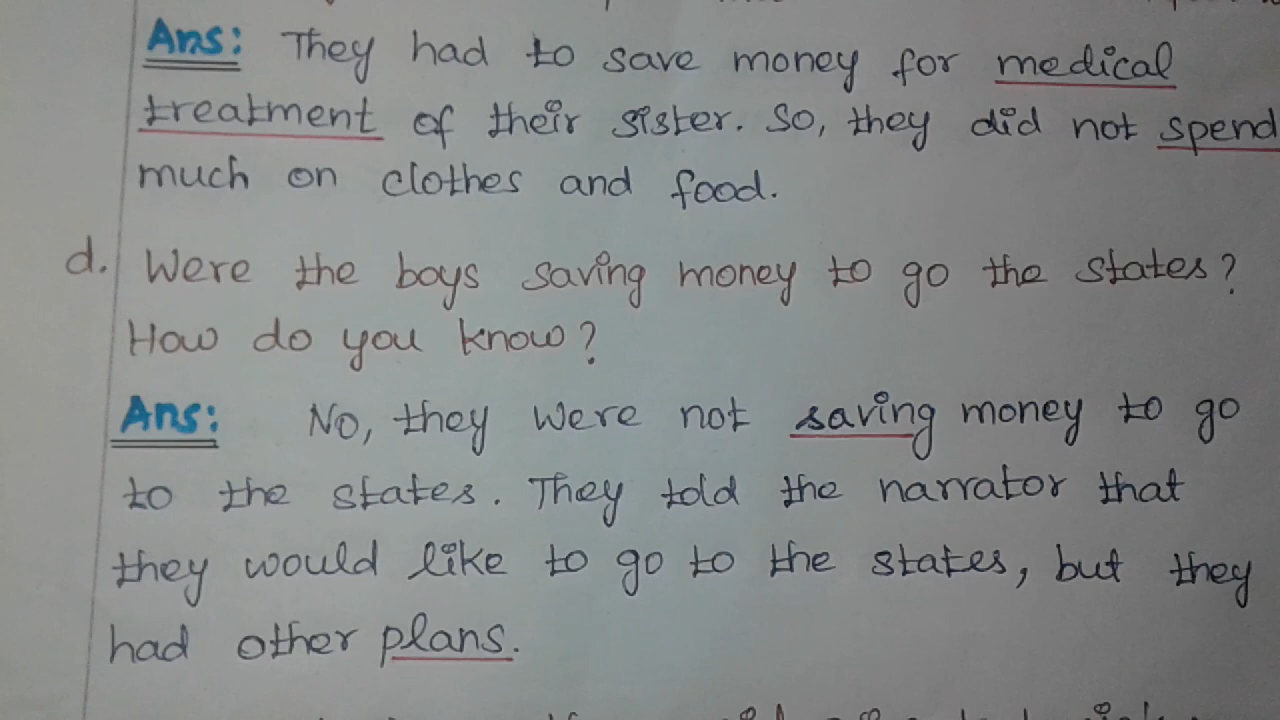 Ans: They had to save money for medical
treatment of their sister. So, they did not spend
much on clothes and food.
d. Were the boys saving money to go the states?
How do you know?
Ans: No, they were not saving money to go
to the states. They told the narrator that
they would like to go to the states, but they
had other plans.